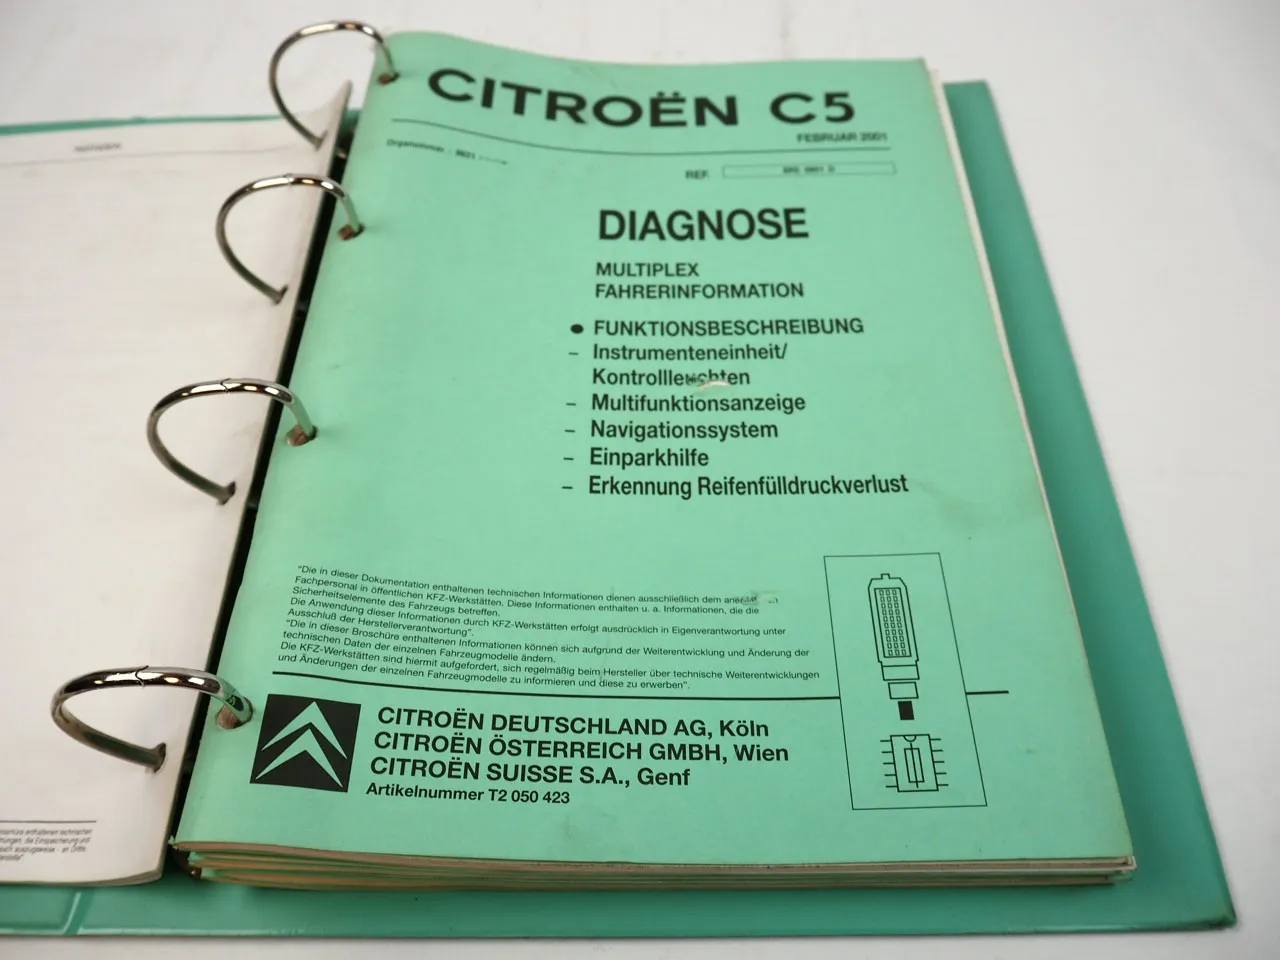 CITROËN C5
FEBRUAR 2001
REF.
DIAGNOSE
MULTIPLEX
FAHRERINFORMATION
● FUNKTIONSBESCHREIBUNG
– Instrumenteneinheit/
Kontrollleuchten
– Multifunktionsanzeige
– Navigationssystem
– Einparkhilfe
– Erkennung Reifenfülldruckverlust
"Die in dieser Dokumentation enthaltenen technischen Informationen dienen ausschließlich dem
Fachpersonal in öffentlichen KFZ-Werkstätten. Diese Informationen enthalten u. a. Informationen, die die
Sicherheitselemente des Fahrzeugs betreffen.
Die Anwendung dieser Informationen durch KFZ-Werkstätten erfolgt ausdrücklich in Eigenverantwortung unter
Ausschluß der Herstellerverantwortung".
"Die in dieser Broschüre enthaltenen Informationen können sich aufgrund der Weiterentwicklung und Änderung der
technischen Daten der einzelnen Fahrzeugmodelle ändern.
Die KFZ-Werkstätten sind hiermit aufgefordert, sich regelmäßig beim Hersteller über technische Weiterentwicklungen
und Änderungen der einzelnen Fahrzeugmodelle zu informieren und diese zu erwerben".
CITROËN DEUTSCHLAND AG, Köln
CITROËN ÖSTERREICH GMBH, Wien
CITROËN SUISSE S.A., Genf
Artikelnummer T2 050 423